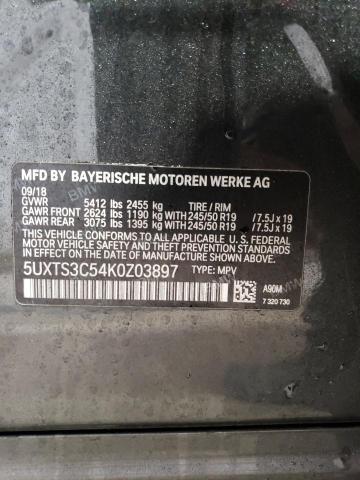 MFD BY BAYERISCHE MOTOREN WERKE AG
09/18
GVWR 5412 lbs 2455 kg TIRE / RIM
GAWR FRONT 2624 lbs 1190 kg WITH 245/50 R19 / 7.5J x 19
GAWR REAR 3075 lbs 1395 kg WITH 245/50 R19 / 7.5J x 19
THIS VEHICLE CONFORMS TO ALL APPLICABLE FEDERAL
MOTOR VEHICLE SAFETY AND THEFT PREVENTION STANDARDS
IN EFFECT ON THE DATE OF MANUFACTURE SHOWN ABOVE.
5UXTS3C54K0Z03897 TYPE: MPV
A90M
7 320 730